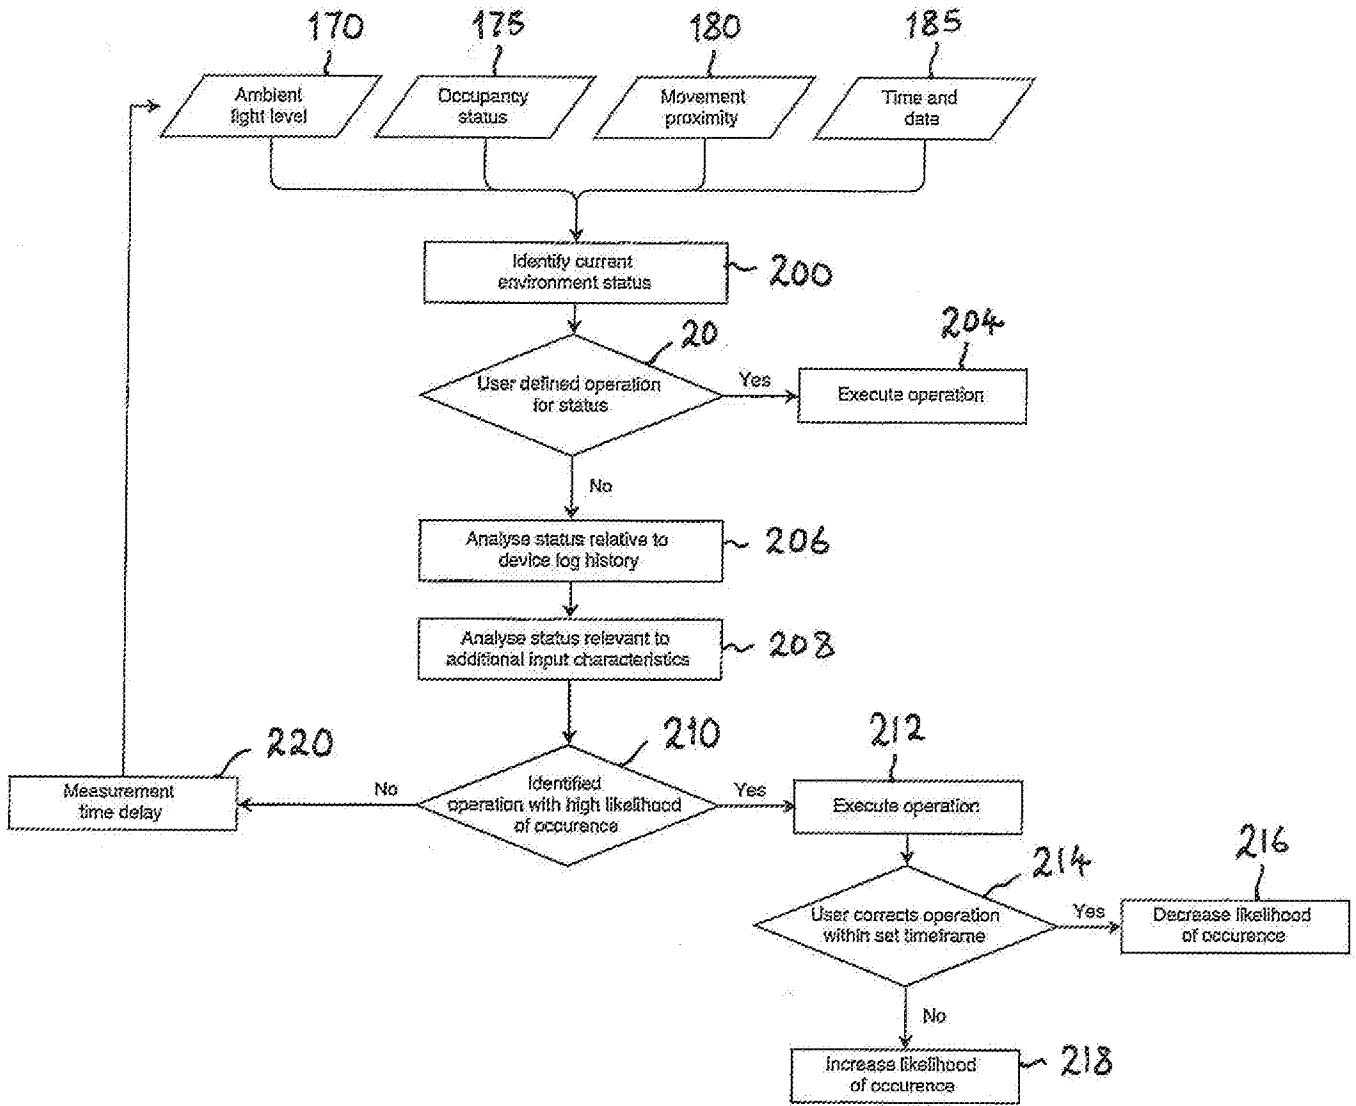 170
175
180
185
Ambient
light level
Occupancy
status
Movement
proximity
Time and
data
Identify current
environment status
200
20
204
User defined operation
for status
Yes
Execute operation
No
Analyse status relative to
device log history
206
Analyse status relevant to
additional input characteristics
208
220
210
212
Measurement
time delay
No
Identified
operation with high likelihood
of occurence
Yes
Execute operation
214
216
User corrects operation
within set timeframe
Yes
Decrease likelihood
of occurence
No
Increase likelihood
of occurence
218